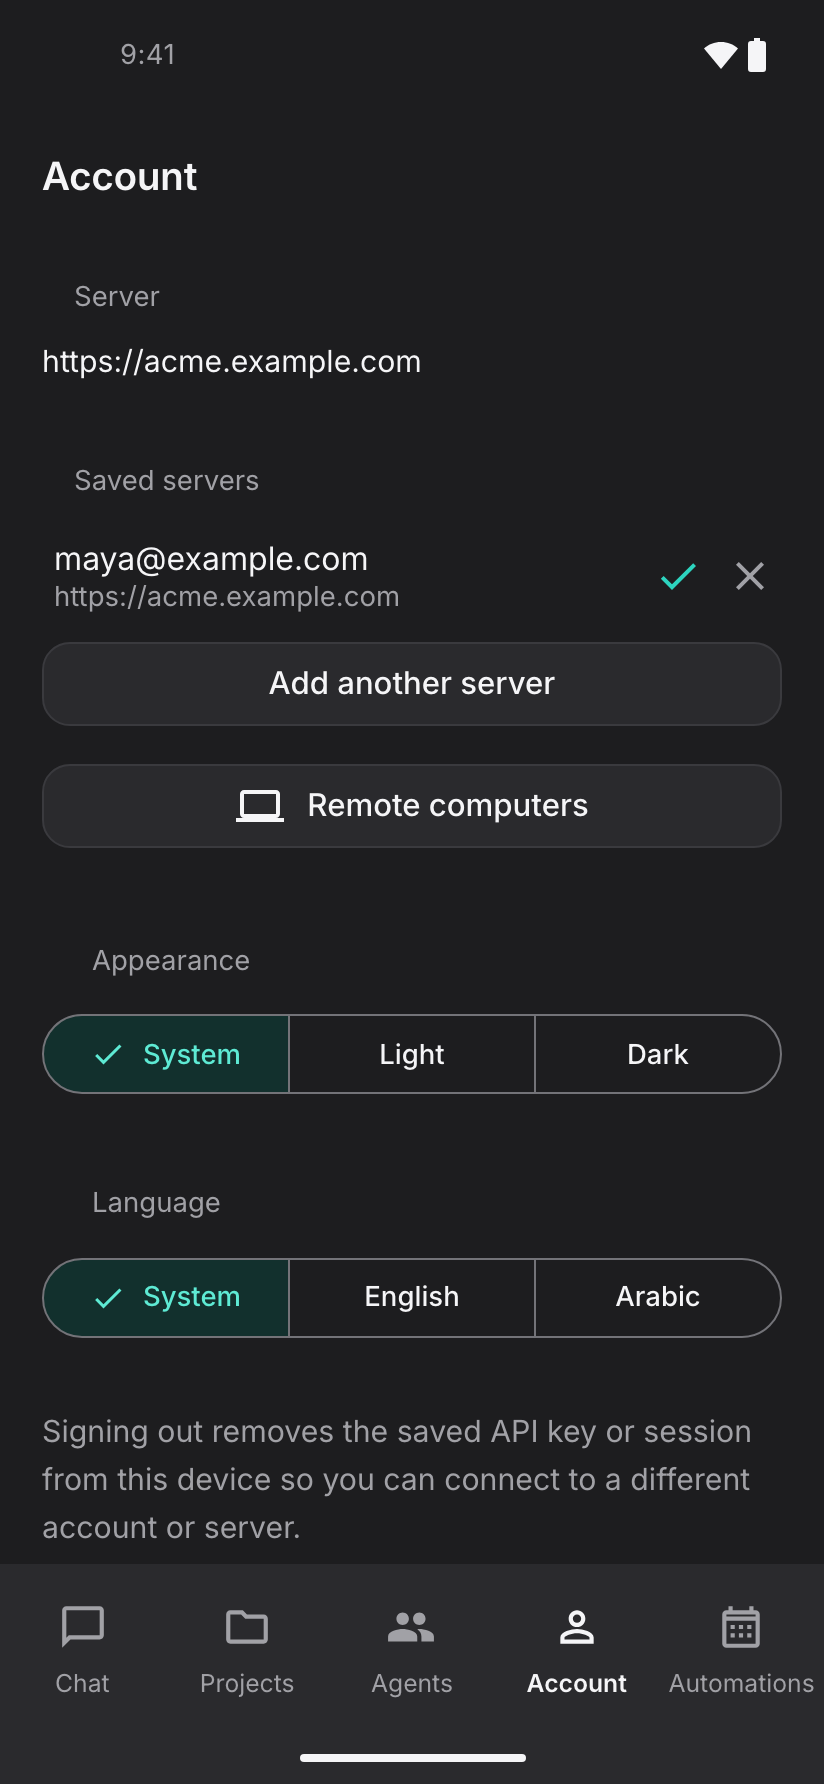 9:41
Account
Server
https://acme.example.com
Saved servers
maya@example.com
https://acme.example.com
Add another server
Remote computers
Appearance
System
Light
Dark
Language
System
English
Arabic
Signing out removes the saved API key or session
from this device so you can connect to a different
account or server.
Chat
Projects
Agents
Account
Automations